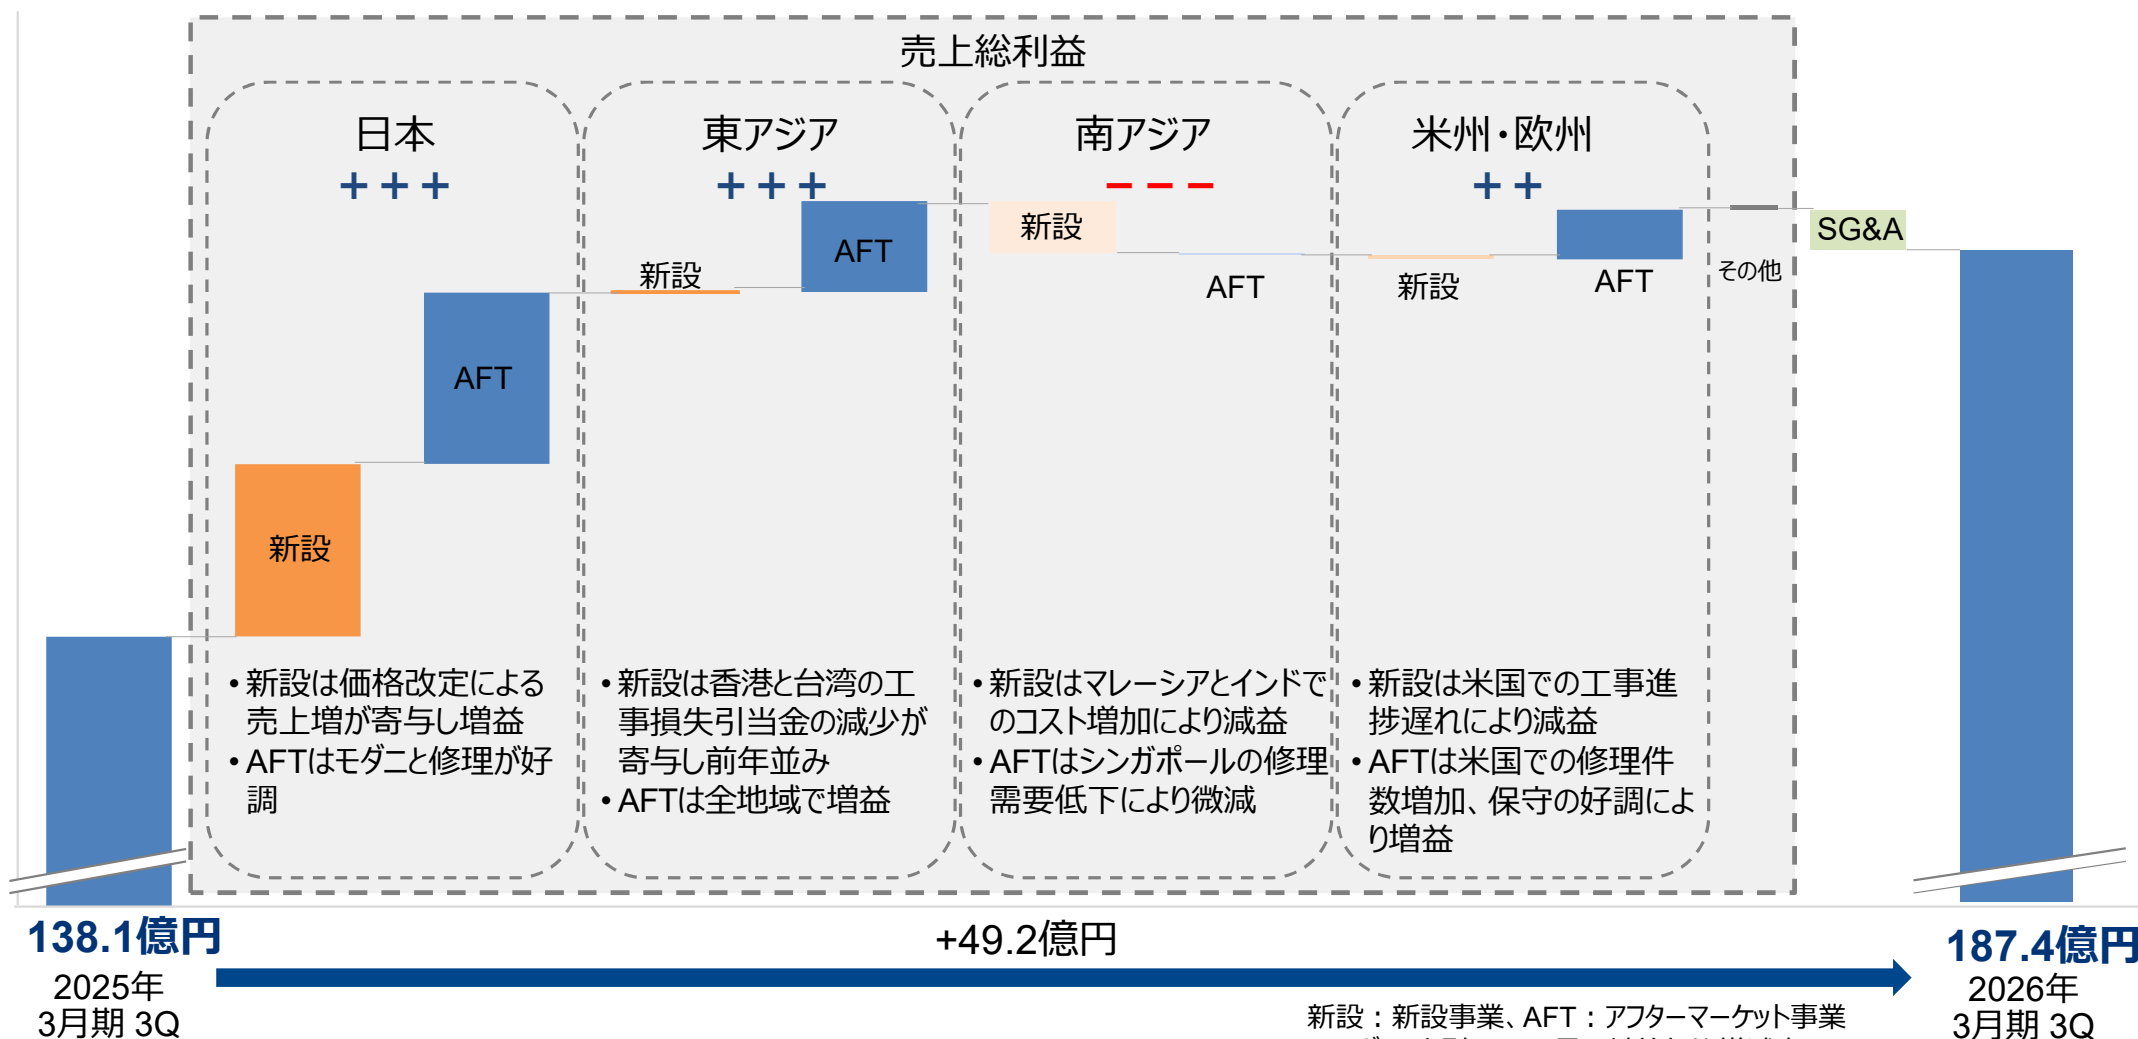 売上総利益
日本
+++
新設
AFT
• 新設は価格改定による
売上増が寄与し増益
• AFTはモダニと修理が好
調
東アジア
+++
新設
AFT
• 新設は香港と台湾の工
事損失引当金の減少が
寄与し前年並み
• AFTは全地域で増益
南アジア
---
新設
AFT
• 新設はマレーシアとインドで
のコスト増加により減益
• AFTはシンガポールの修理
需要低下により微減
米州・欧州
++
新設
AFT
• 新設は米国での工事進
捗遅れにより減益
• AFTは米国での修理件
数増加、保守の好調によ
り増益
その他
SG&A
138.1億円
2025年
3月期 3Q
+49.2億円
187.4億円
2026年
3月期 3Q
新設：新設事業、AFT：アフターマーケット事業